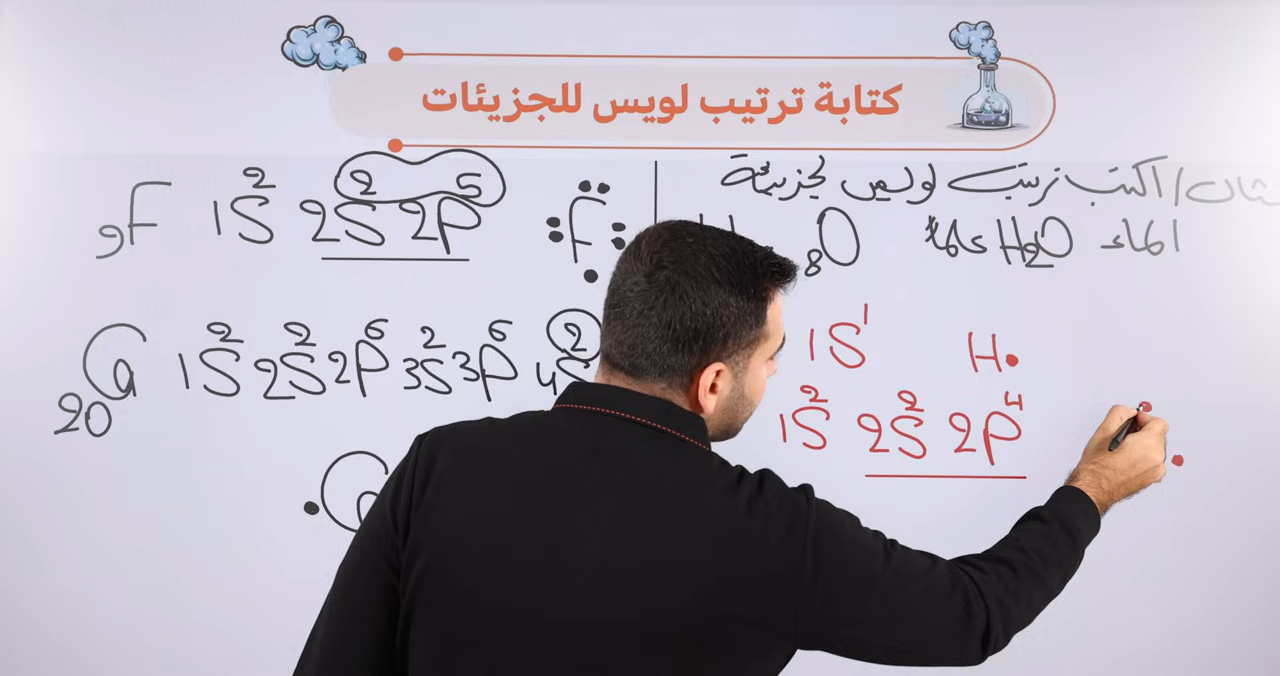 كتابة ترتيب لويس للجزيئات
مثال/ اكتب ترتيب لويس لجزيئة
الماء H₂O علماً ₈O H
₉F 1S² 2S² 2P⁵
F
₂₀Ca 1S² 2S² 2P⁶ 3S² 3P⁶ 4S²
1S¹ H
1S² 2S² 2P⁴